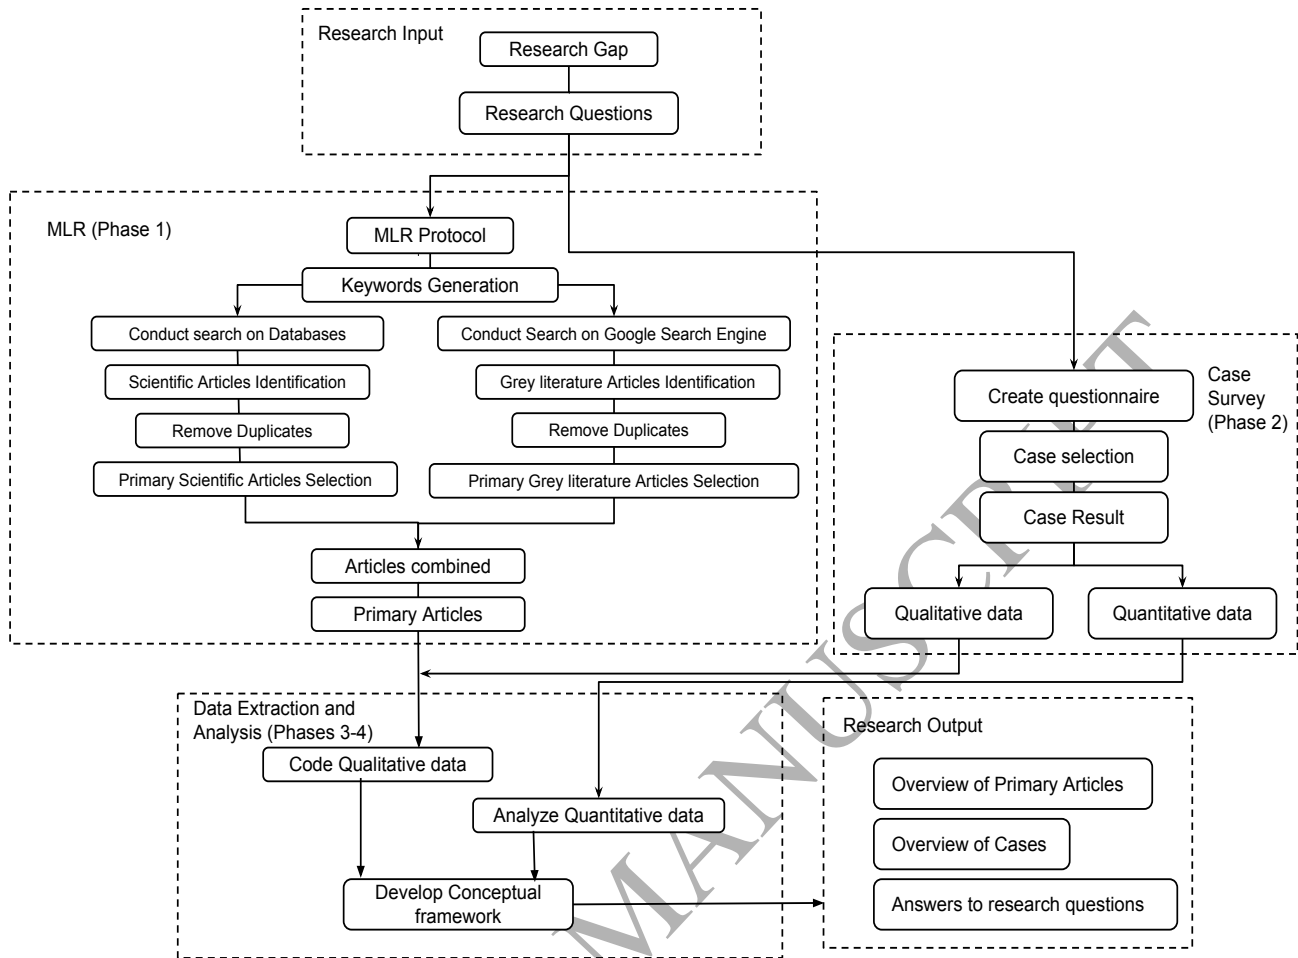 Research Input
Research Gap
Research Questions
MLR (Phase 1)
MLR Protocol
Keywords Generation
Conduct search on Databases
Conduct Search on Google Search Engine
Scientific Articles Identification
Grey literature Articles Identification
Remove Duplicates
Remove Duplicates
Primary Scientific Articles Selection
Primary Grey literature Articles Selection
Articles combined
Primary Articles
Case
Survey
(Phase 2)
Create questionnaire
Case selection
Case Result
Qualitative data
Quantitative data
Data Extraction and
Analysis (Phases 3-4)
Code Qualitative data
Analyze Quantitative data
Develop Conceptual
framework
Research Output
Overview of Primary Articles
Overview of Cases
Answers to research questions
MANUSCRIPT